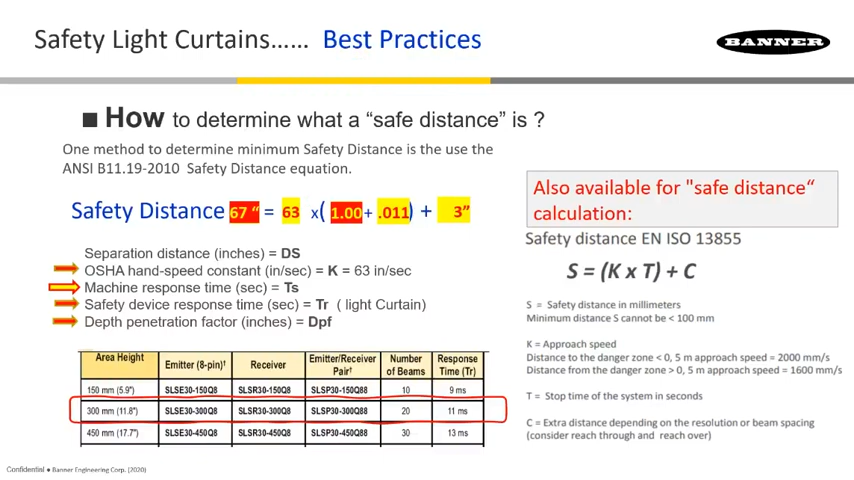 Safety Light Curtains...... Best Practices
BANNER
■ How to determine what a “safe distance” is ?
One method to determine minimum Safety Distance is the use the
ANSI B11.19-2010 Safety Distance equation.
Safety Distance 67 “ = 63 x( 1.00+ .011) + 3”
Separation distance (inches) = DS
OSHA hand-speed constant (in/sec) = K = 63 in/sec
Machine response time (sec) = Ts
Safety device response time (sec) = Tr ( light Curtain)
Depth penetration factor (inches) = Dpf
Area Height Emitter (8-pin)† Receiver Emitter/Receiver Pair† Number of Beams Response Time (Tr)
150 mm (5.9") SLSE30-150Q8 SLSR30-150Q8 SLSP30-150Q88 10 9 ms
300 mm (11.8") SLSE30-300Q8 SLSR30-300Q8 SLSP30-300Q88 20 11 ms
450 mm (17.7") SLSE30-450Q8 SLSR30-450Q8 SLSP30-450Q88 30 13 ms
Also available for "safe distance“
calculation:
Safety distance EN ISO 13855
S = (K x T) + C
S = Safety distance in millimeters
Minimum distance S cannot be < 100 mm
K = Approach speed
Distance to the danger zone < 0, 5 m approach speed = 2000 mm/s
Distance from the danger zone > 0, 5 m approach speed = 1600 mm/s
T = Stop time of the system in seconds
C = Extra distance depending on the resolution or beam spacing
(consider reach through and reach over)
Confidential ● Banner Engineering Corp. [2020]